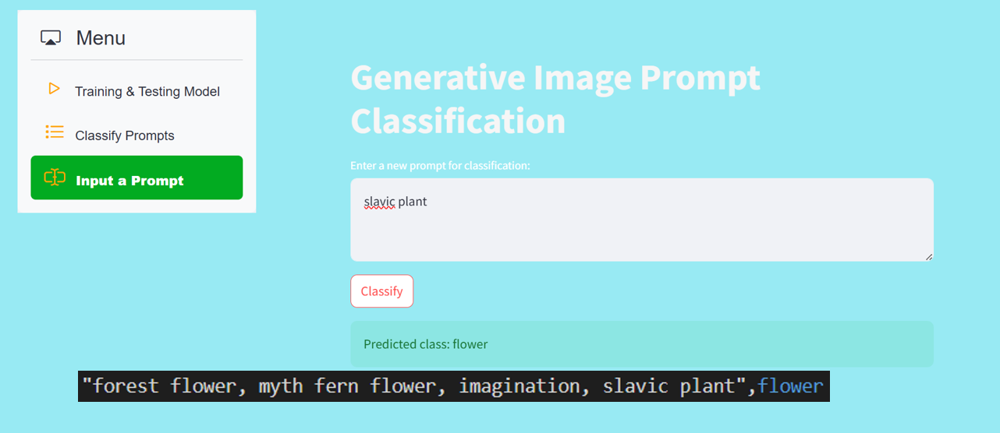 Menu
Training & Testing Model
Classify Prompts
Input a Prompt
Generative Image Prompt
Classification
Enter a new prompt for classification:
slavic plant
Classify
Predicted class: flower
"forest flower, myth fern flower, imagination, slavic plant",flower